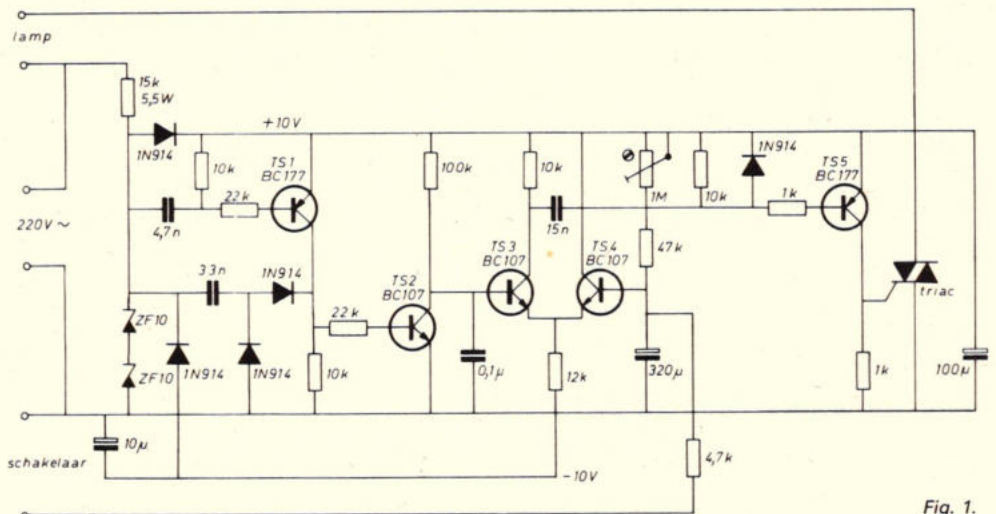 lamp
15k
5,5W
+10V
1N914
10k
TS1
BC177
22k
4,7n
220V ~
33n
1N914
ZF10
ZF10
1N914
1N914
10k
22k
TS2
BC107
100k
0,1µ
10k
15n
TS3
BC107
TS4
BC107
12k
1M
47k
320µ
10k
1N914
1k
TS5
BC177
triac
1k
100µ
10µ
schakelaar
-10V
4,7k
Fig. 1.